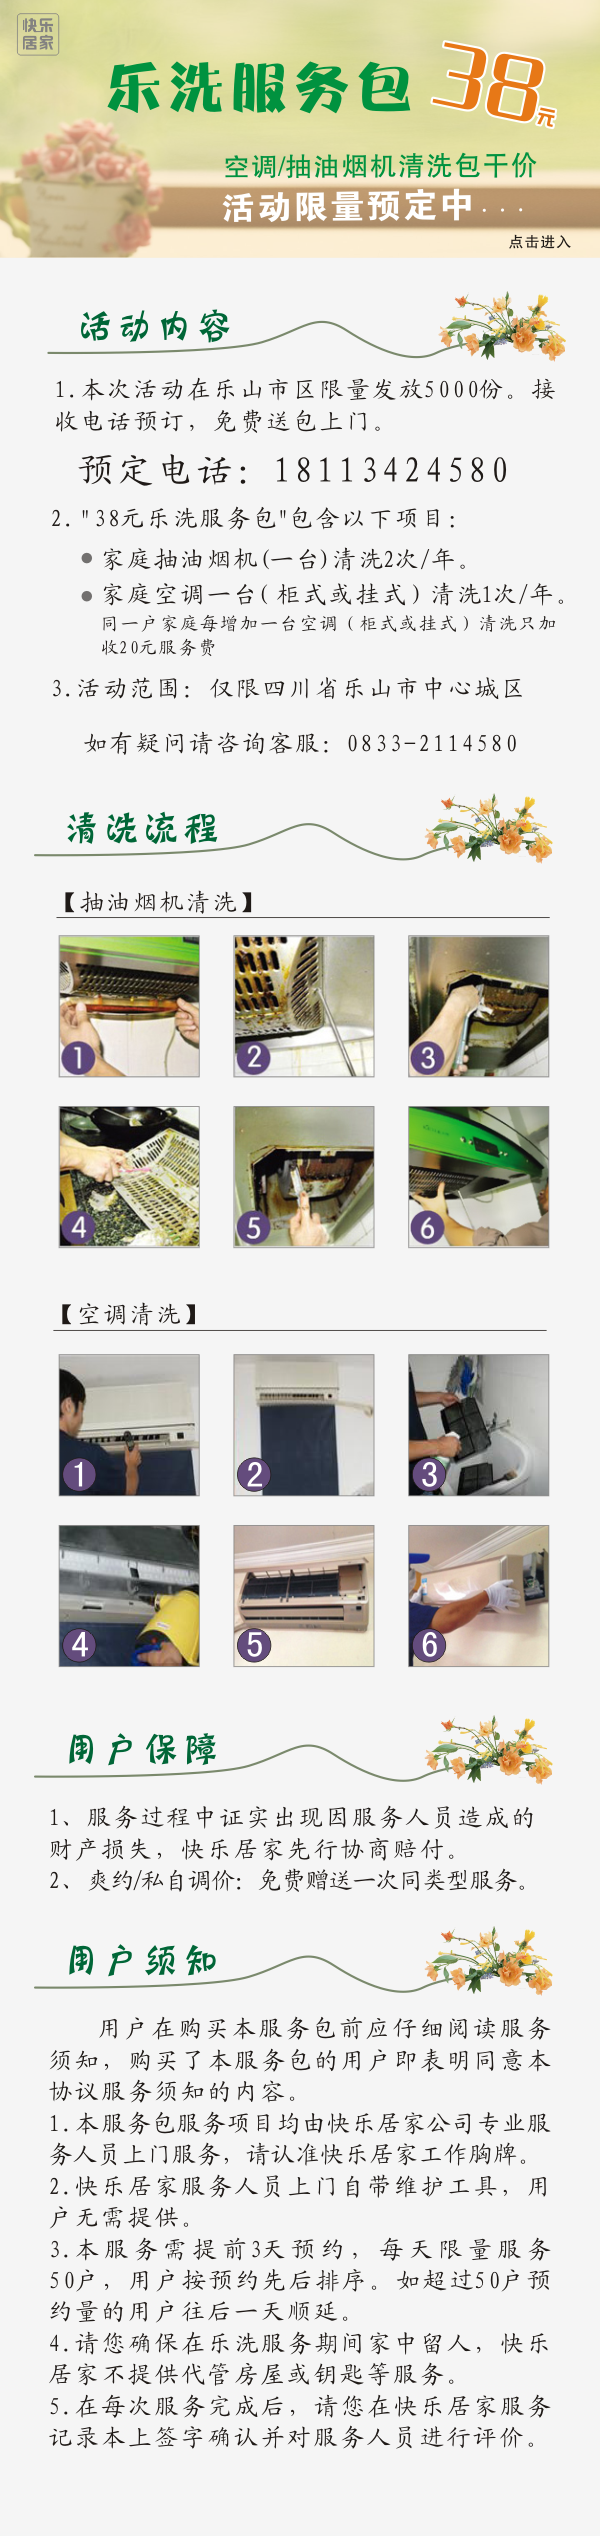 快乐
居家
乐洗服务包 38元
空调/抽油烟机清洗包干价
活动限量预定中...
点击进入
活动内容
1.本次活动在乐山市区限量发放5000份。接
收电话预订，免费送包上门。
预定电话：18113424580
2."38元乐洗服务包"包含以下项目：
●家庭抽油烟机(一台)清洗2次/年。
●家庭空调一台(柜式或挂式)清洗1次/年。
同一户家庭每增加一台空调（柜式或挂式）清洗只加
收20元服务费
3.活动范围：仅限四川省乐山市中心城区
如有疑问请咨询客服：0833-2114580
清洗流程
【抽油烟机清洗】
1 2 3
4 5 6
【空调清洗】
1 2 3
4 5 6
用户保障
1、服务过程中证实出现因服务人员造成的
财产损失，快乐居家先行协商赔付。
2、爽约/私自调价：免费赠送一次同类型服务。
用户须知
用户在购买本服务包前应仔细阅读服务
须知，购买了本服务包的用户即表明同意本
协议服务须知的内容。
1.本服务包服务项目均由快乐居家公司专业服
务人员上门服务，请认准快乐居家工作胸牌。
2.快乐居家服务人员上门自带维护工具，用
户无需提供。
3.本服务需提前3天预约，每天限量服务
50户，用户按预约先后排序。如超过50户预
约量的用户往后一天顺延。
4.请您确保在乐洗服务期间家中留人，快乐
居家不提供代管房屋或钥匙等服务。
5.在每次服务完成后，请您在快乐居家服务
记录本上签字确认并对服务人员进行评价。